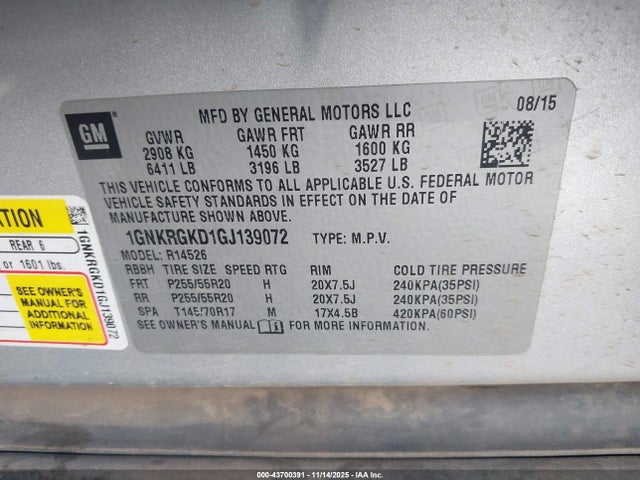 GM
MFD BY GENERAL MOTORS LLC 08/15
GVWR GAWR FRT GAWR RR
2908 KG 1450 KG 1600 KG
6411 LB 3196 LB 3527 LB
THIS VEHICLE CONFORMS TO ALL APPLICABLE U.S. FEDERAL MOTOR
VEHICLE SAFETY STANDARDS IN EFFECT ON THE DATE OF
MANUFACTURE SHOWN ABOVE.
1GNKRGKD1GJ139072 TYPE: M.P.V.
MODEL: R14526
RBBH TIRE SIZE SPEED RTG RIM COLD TIRE PRESSURE
FRT P255/55R20 H 20X7.5J 240KPA(35PSI)
RR P255/55R20 H 20X7.5J 240KPA(35PSI)
SPA M 17X4.5B 420KPA(60PSI)
SEE OWNER'S MANUAL FOR MORE INFORMATION.
REAR 6
or 1601 lbs.
SEE OWNER'S
MANUAL FOR
ADDITIONAL
INFORMATION
1GNKRGKD1GJ139072
000-43700391 - 11/14/2025 - IAA Inc.